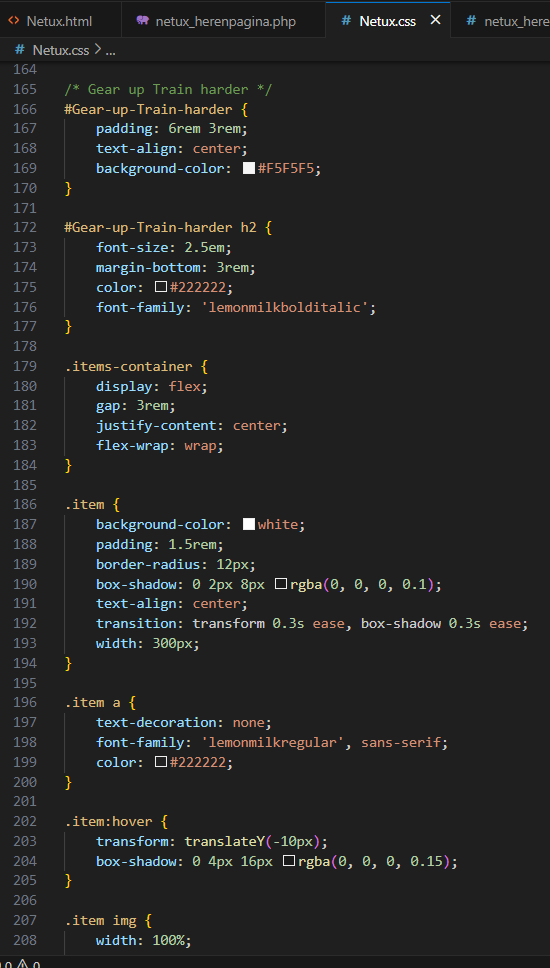 Netux.html netux_herenpagina.php Netux.css netux_here
Netux.css > ...
164
165 /* Gear up Train harder */
166 #Gear-up-Train-harder {
167 padding: 6rem 3rem;
168 text-align: center;
169 background-color: #F5F5F5;
170 }
171
172 #Gear-up-Train-harder h2 {
173 font-size: 2.5em;
174 margin-bottom: 3rem;
175 color: #222222;
176 font-family: 'lemonmilkbolditalic';
177 }
178
179 .items-container {
180 display: flex;
181 gap: 3rem;
182 justify-content: center;
183 flex-wrap: wrap;
184 }
185
186 .item {
187 background-color: white;
188 padding: 1.5rem;
189 border-radius: 12px;
190 box-shadow: 0 2px 8px rgba(0, 0, 0, 0.1);
191 text-align: center;
192 transition: transform 0.3s ease, box-shadow 0.3s ease;
193 width: 300px;
194 }
195
196 .item a {
197 text-decoration: none;
198 font-family: 'lemonmilkregular', sans-serif;
199 color: #222222;
200 }
201
202 .item:hover {
203 transform: translateY(-10px);
204 box-shadow: 0 4px 16px rgba(0, 0, 0, 0.15);
205 }
206
207 .item img {
208 width: 100%;